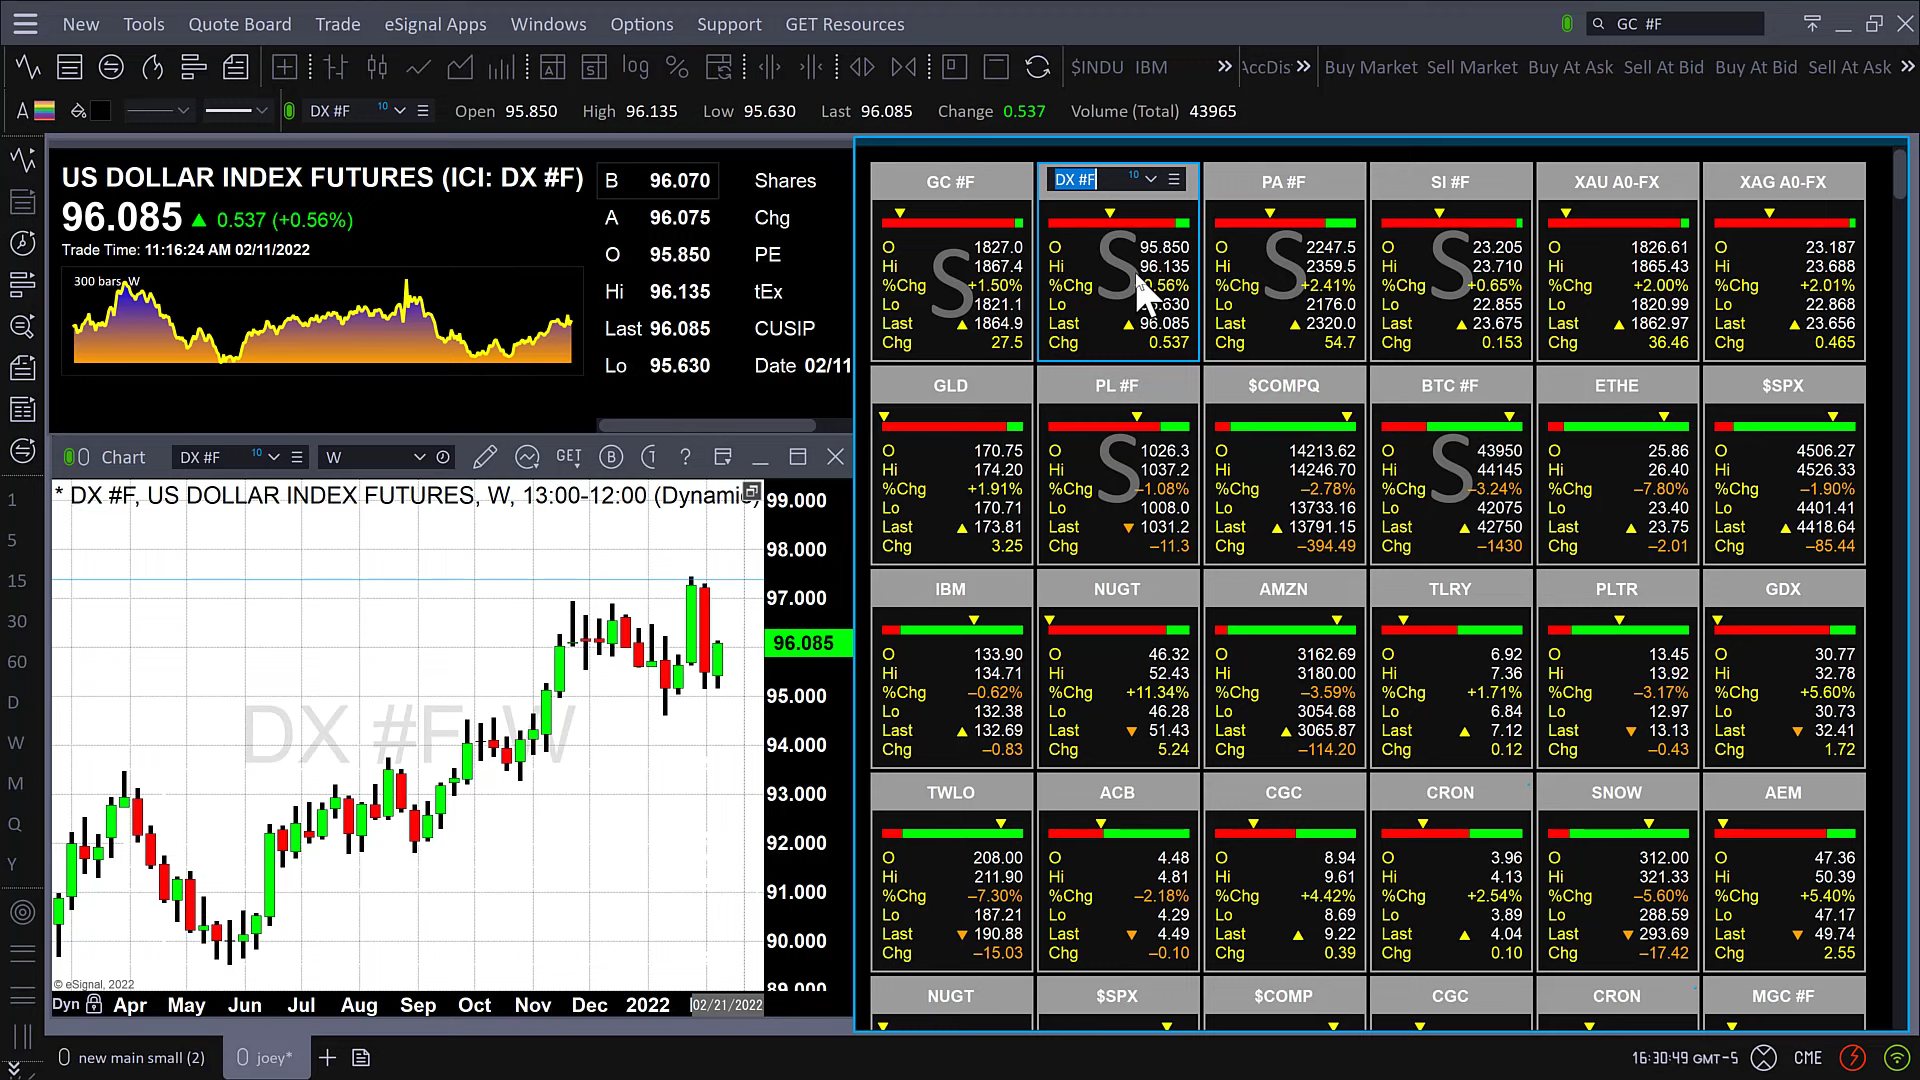 New Tools Quote Board Trade eSignal Apps Windows Options Support GET Resources GC #F
log % $INDU IBM AccDis Buy Market Sell Market Buy At Ask Sell At Bid Buy At Bid Sell At Ask
A DX #F 10 Open 95.850 High 96.135 Low 95.630 Last 96.085 Change 0.537 Volume (Total) 43965
US DOLLAR INDEX FUTURES (ICI: DX #F)
96.085 0.537 (+0.56%)
Trade Time: 11:16:24 AM 02/11/2022
300 bars, W
B 96.070 Shares
A 96.075 Chg
O 95.850 PE
Hi 96.135 tEx
Last 96.085 CUSIP
Lo 95.630 Date 02/11
Chart DX #F 10 W GET B ?
* DX #F, US DOLLAR INDEX FUTURES, W, 13:00-12:00 (Dynamic)
DX #F, W
99.000
98.000
97.000
96.085
95.000
94.000
93.000
92.000
91.000
90.000
89.000
© eSignal, 2022
Dyn Apr May Jun Jul Aug Sep Oct Nov Dec 2022 02/21/2022
1
5
15
30
60
D
W
M
Q
Y
GC #F DX #F 10 PA #F SI #F XAU A0-FX XAG A0-FX
S S S S
O 1827.0 O 95.850 O 2247.5 O 23.205 O 1826.61 O 23.187
Hi 1867.4 Hi 96.135 Hi 2359.5 Hi 23.710 Hi 1865.43 Hi 23.688
%Chg +1.50% %Chg 0.56% %Chg +2.41% %Chg +0.65% %Chg +2.00% %Chg +2.01%
Lo 1821.1 Lo .630 Lo 2176.0 Lo 22.855 Lo 1820.99 Lo 22.868
Last 1864.9 Last 96.085 Last 2320.0 Last 23.675 Last 1862.97 Last 23.656
Chg 27.5 Chg 0.537 Chg 54.7 Chg 0.153 Chg 36.46 Chg 0.465
GLD PL #F $COMPQ BTC #F ETHE $SPX
S S
O 170.75 O 1026.3 O 14213.62 O 43950 O 25.86 O 4506.27
Hi 174.20 Hi 1037.2 Hi 14246.70 Hi 44145 Hi 26.40 Hi 4526.33
%Chg +1.91% %Chg −1.08% %Chg −2.78% %Chg −3.24% %Chg −7.80% %Chg −1.90%
Lo 170.71 Lo 1008.0 Lo 13733.16 Lo 42075 Lo 23.40 Lo 4401.41
Last 173.81 Last 1031.2 Last 13791.15 Last 42750 Last 23.75 Last 4418.64
Chg 3.25 Chg −11.3 Chg −394.49 Chg −1430 Chg −2.01 Chg −85.44
IBM NUGT AMZN TLRY PLTR GDX
O 133.90 O 46.32 O 3162.69 O 6.92 O 13.45 O 30.77
Hi 134.71 Hi 52.43 Hi 3180.00 Hi 7.36 Hi 13.92 Hi 32.78
%Chg −0.62% %Chg +11.34% %Chg −3.59% %Chg +1.71% %Chg −3.17% %Chg +5.60%
Lo 132.38 Lo 46.28 Lo 3054.68 Lo 6.84 Lo 12.97 Lo 30.73
Last 132.69 Last 51.43 Last 3065.87 Last 7.12 Last 13.13 Last 32.41
Chg −0.83 Chg 5.24 Chg −114.20 Chg 0.12 Chg −0.43 Chg 1.72
TWLO ACB CGC CRON SNOW AEM
O 208.00 O 4.48 O 8.94 O 3.96 O 312.00 O 47.36
Hi 211.90 Hi 4.81 Hi 9.61 Hi 4.13 Hi 321.33 Hi 50.39
%Chg −7.30% %Chg −2.18% %Chg +4.42% %Chg +2.54% %Chg −5.60% %Chg +5.40%
Lo 187.21 Lo 4.29 Lo 8.69 Lo 3.89 Lo 288.59 Lo 47.17
Last 190.88 Last 4.49 Last 9.22 Last 4.04 Last 293.69 Last 49.74
Chg −15.03 Chg −0.10 Chg 0.39 Chg 0.10 Chg −17.42 Chg 2.55
NUGT $SPX $COMP CGC CRON MGC #F
new main small (2) joey* 16:30:49 GMT-5 CME